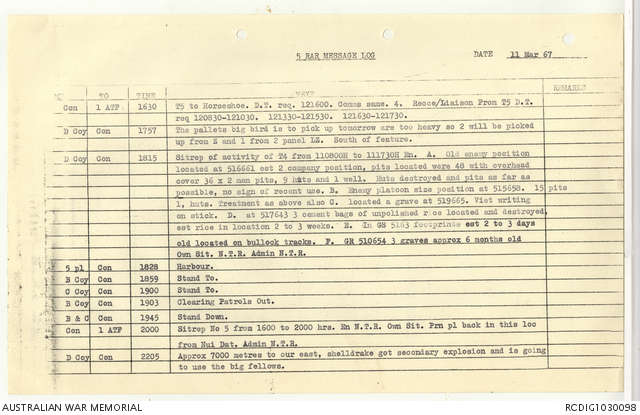 5 RAR MESSAGE LOG DATE 11 Mar 67
TO TIME REMARKS
Con 1 ATF 1630 T5 to Horseshoe. D.T. req. 121600. Comms same. 4. Recce/Liaison Pron T5 D.T.
req 120830-121030. 121330-121530. 121630-121730.
D Coy Con 1757 The pallets big bird is to pick up tomorrow are too heavy so 2 will be picked
up from E and 1 from 2 panel LZ. South of feature.
D Coy Con 1815 Sitrep of activity of T4 from 110800H to 111730H En. A. Old enemy position
located at 516661 est 2 company position, pits located were 48 with overhead
cover 36 x 2 man pits, 9 huts and 1 well. Huts destroyed and pits as far as
possible, no sign of recent use. B. Enemy platoon size position at 515658. 15 pits
1, huts. Treatment as above also C. located a grave at 519665. Viet writing
on stick. D. at 517643 3 cement bags of unpolished rice located and destroyed,
est rice in location 2 to 3 weeks. E. In GS 5163 footprints est 2 to 3 days
old located on bullock tracks. F. GR 510654 3 graves approx 6 months old
Own Sit. N.T.R. Admin N.T.R.
5 pl Con 1828 Harbour.
B Coy Con 1859 Stand To.
C Coy Con 1900 Stand To.
B Coy Con 1903 Clearing Patrols Out.
B & C Con 1945 Stand Down.
Con 1 ATF 2000 Sitrep No 5 from 1600 to 2000 hrs. En N.T.R. Own Sit. Prn pl back in this loc
from Nui Dat. Admin N.T.R.
D Coy Con 2205 Approx 7000 metres to our east, shelldrake got secondary explosion and is going
to use the big fellows.
AUSTRALIAN WAR MEMORIAL RCDIG1030098